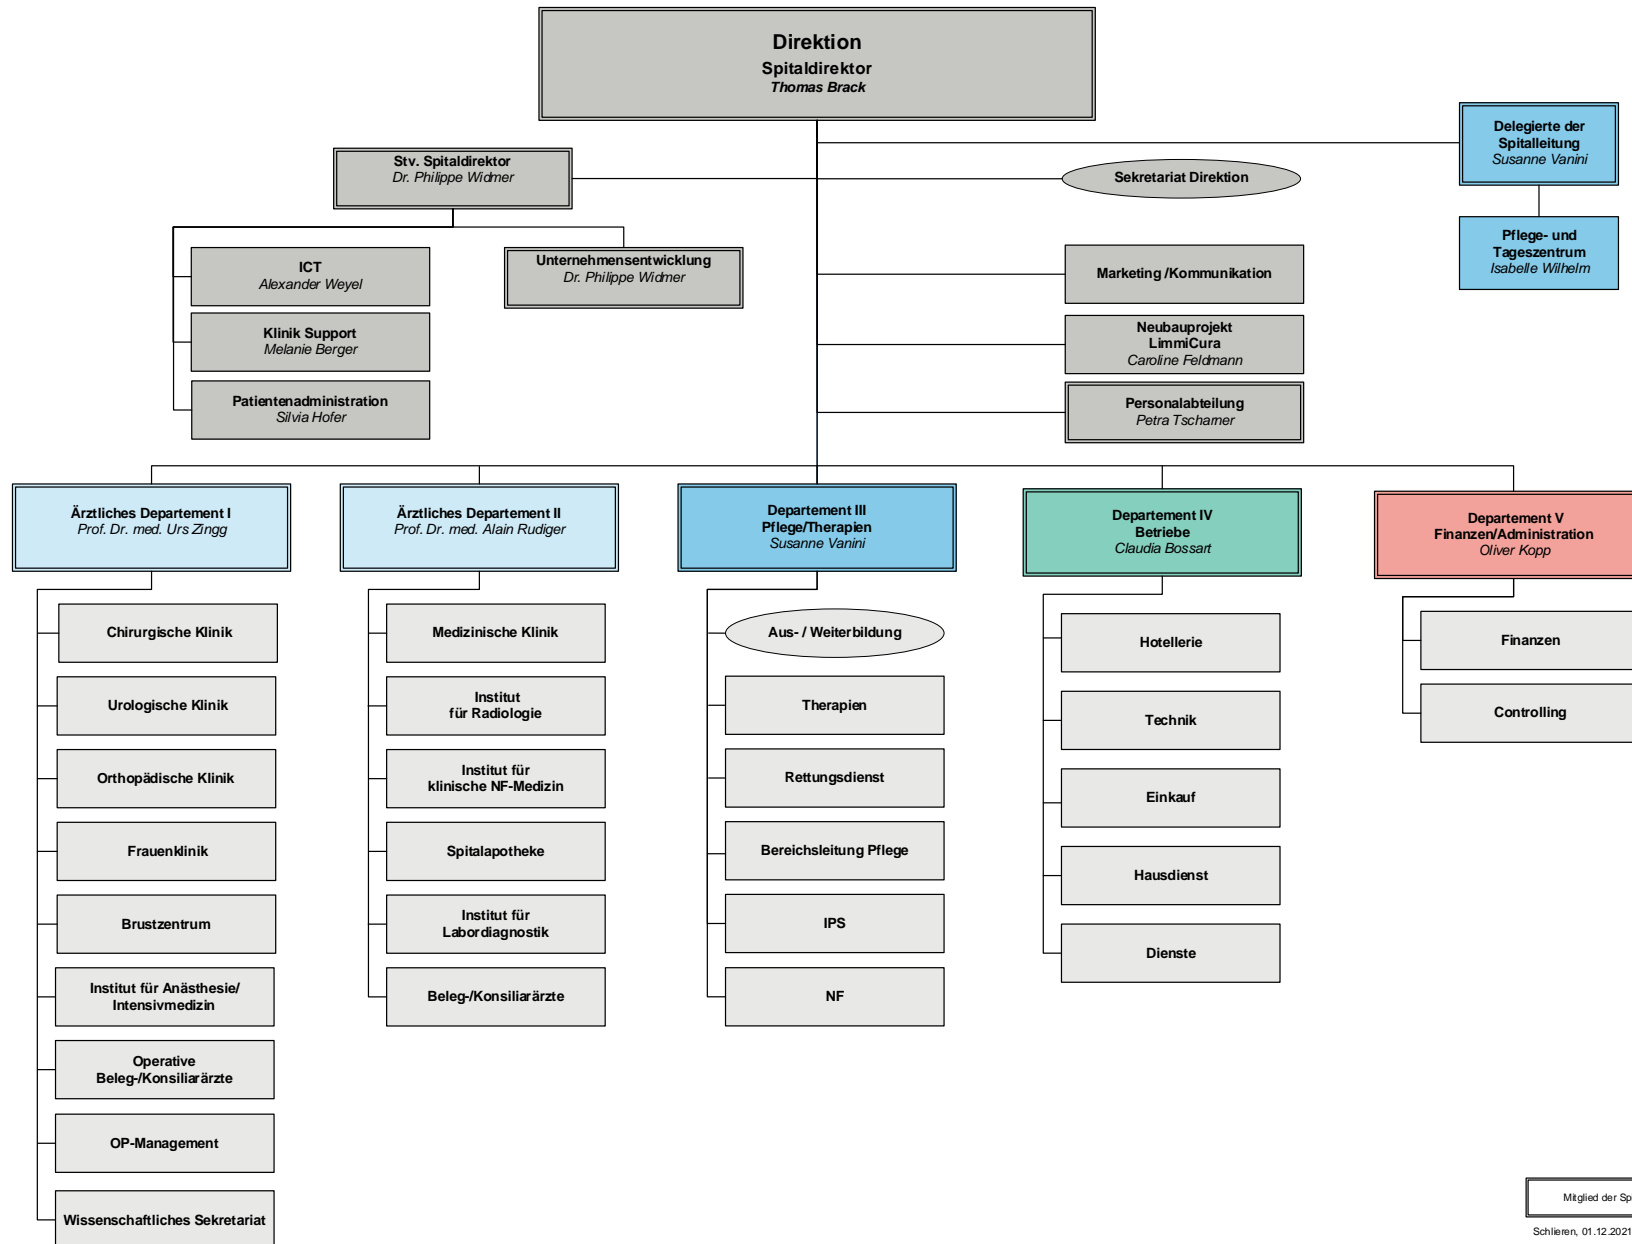 Direktion
Spitaldirektor
Thomas Brack
Delegierte der
Spitalleitung
Susanne Vanini
Stv. Spitaldirektor
Dr. Philippe Widmer
Sekretariat Direktion
Pflege- und
Tageszentrum
Isabelle Wilhelm
ICT
Alexander Weyel
Unternehmensentwicklung
Dr. Philippe Widmer
Marketing /Kommunikation
Klinik Support
Melanie Berger
Neubauprojekt
LimmiCura
Caroline Feldmann
Patientenadministration
Silvia Hofer
Personalabteilung
Petra Tscharner
Ärztliches Departement I
Prof. Dr. med. Urs Zingg
Ärztliches Departement II
Prof. Dr. med. Alain Rudiger
Departement III
Pflege/Therapien
Susanne Vanini
Departement IV
Betriebe
Claudia Bossart
Departement V
Finanzen/Administration
Oliver Kopp
Chirurgische Klinik
Urologische Klinik
Orthopädische Klinik
Frauenklinik
Brustzentrum
Institut für Anästhesie/
Intensivmedizin
Operative
Beleg-/Konsiliarärzte
OP-Management
Wissenschaftliches Sekretariat
Medizinische Klinik
Institut
für Radiologie
Institut für
klinische NF-Medizin
Spitalapotheke
Institut für
Labordiagnostik
Beleg-/Konsiliarärzte
Aus- / Weiterbildung
Therapien
Rettungsdienst
Bereichsleitung Pflege
IPS
NF
Hotellerie
Technik
Einkauf
Hausdienst
Dienste
Finanzen
Controlling
Mitglied der
Schlieren, 01.12.2021